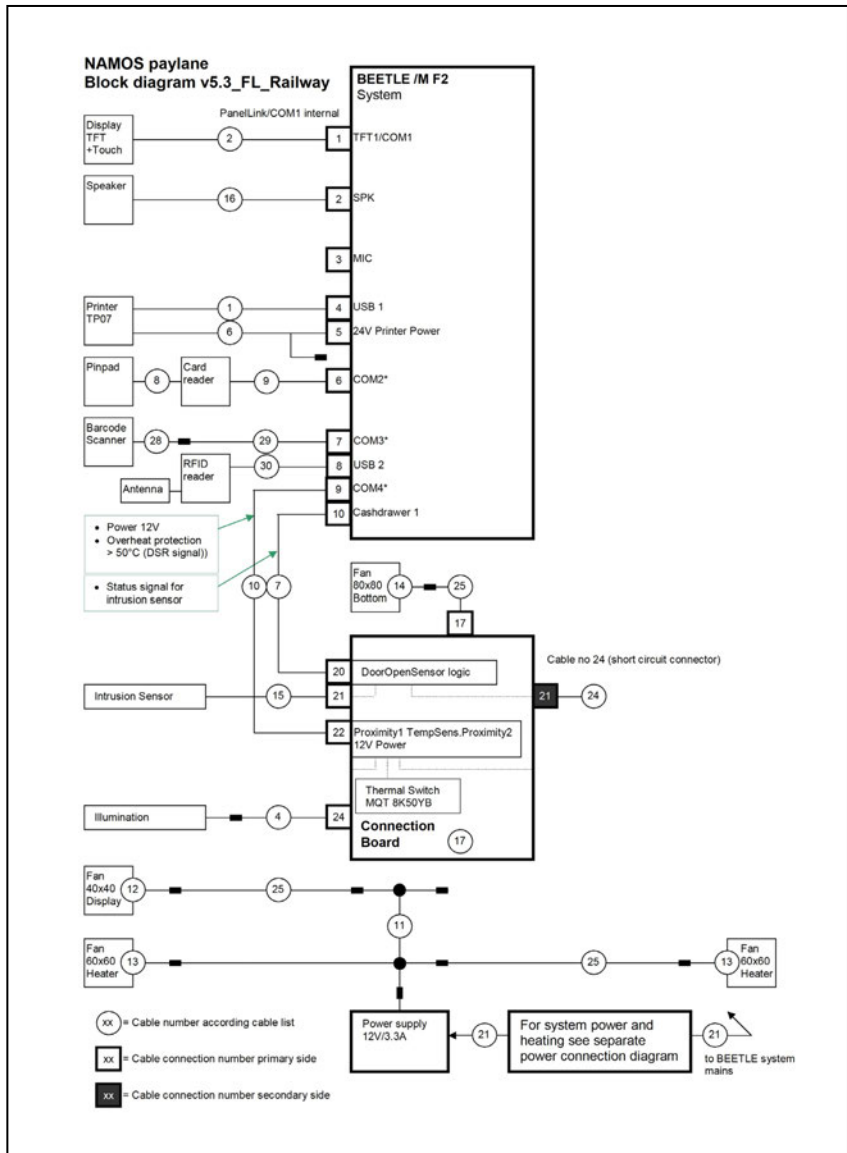 NAMOS paylane
Block diagram v5.3_FL_Railway
BEETLE /M F2
System
PanelLink/COM1 internal
Display
TFT
+Touch
2
1
TFT1/COM1
Speaker
16
2
SPK
3
MIC
Printer
TP07
1
4
USB 1
6
5
24V Printer Power
Pinpad
8
Card
reader
9
6
COM2*
Barcode
Scanner
28
29
7
COM3*
RFID
reader
30
8
USB 2
Antenna
9
COM4*
10
Cashdrawer 1
• Power 12V
• Overheat protection
> 50°C (DSR signal))
• Status signal for
intrusion sensor
10
7
Fan
80x80
Bottom
14
25
17
Cable no 24 (short circuit connector)
20
DoorOpenSensor logic
Intrusion Sensor
15
21
21
24
22
Proximity1 TempSens.Proximity2
12V Power
Thermal Switch
MQT 8K50YB
Illumination
4
24
Connection
Board
17
Fan
40x40
Display
12
25
11
Fan
60x60
Heater
13
25
13
Fan
60x60
Heater
Power supply
12V/3.3A
21
For system power and
heating see separate
power connection diagram
21
to BEETLE system
mains
xx = Cable number according cable list
xx = Cable connection number primary side
xx = Cable connection number secondary side